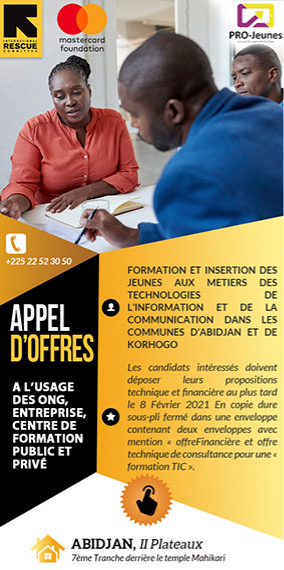 INTERNATIONAL
RESCUE
COMMITTEE
mastercard
foundation
PRO-Jeunes
+225 22 52 30 50
APPEL
D'OFFRES
A L'USAGE
DES ONG,
ENTREPRISE,
CENTRE DE
FORMATION
PUBLIC ET
PRIVÉ
FORMATION ET INSERTION DES
JEUNES AUX METIERS DES
TECHNOLOGIES DE
L'INFORMATION ET DE LA
COMMUNICATION DANS LES
COMMUNES D'ABIDJAN ET DE
KORHOGO
Les candidats intéressés doivent
déposer leurs propositions
technique et financière au plus tard
le 8 Février 2021 En copie dure
sous-pli fermé dans une enveloppe
contenant deux enveloppes avec
mention « offreFinancière et offre
technique de consultance pour une «
formation TIC ».
ABIDJAN, II Plateaux
7ème Tranche derrière le temple Mahikari